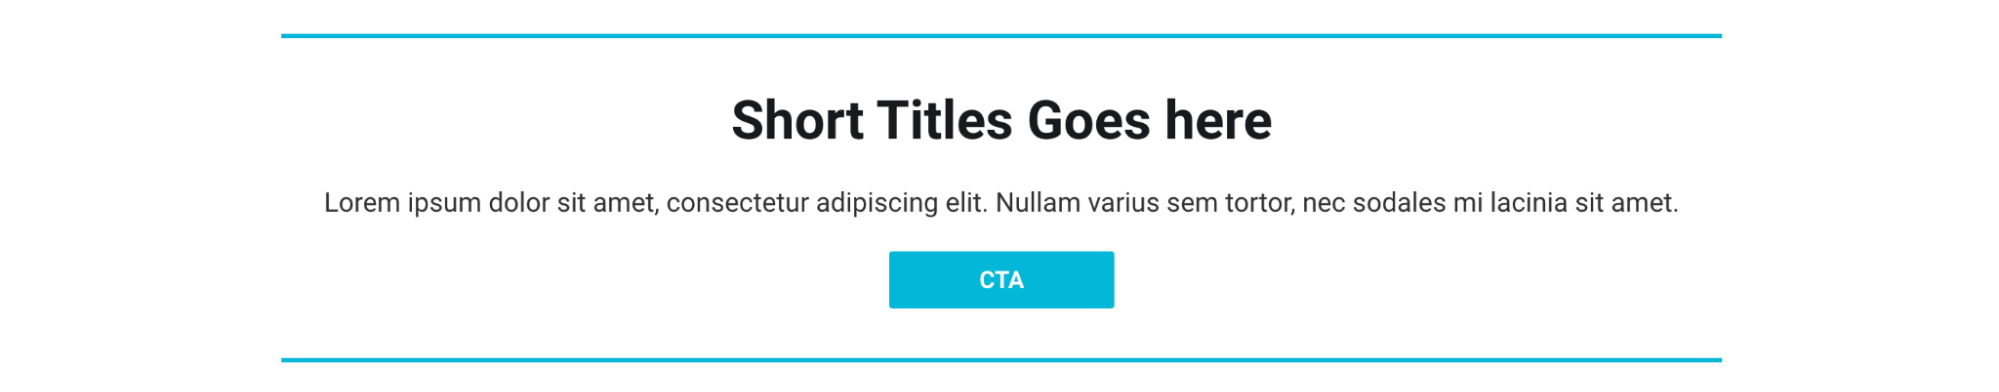 Short Titles Goes here
Lorem ipsum dolor sit amet, consectetur adipiscing elit. Nullam varius sem tortor, nec sodales mi lacinia sit amet.
CTA